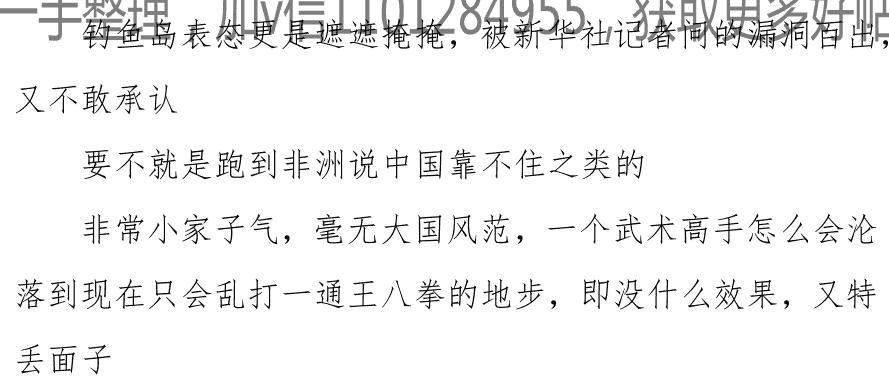 一手整理，加v信1101284955，获取更多好帖
钓鱼岛表态更是遮遮掩掩，被新华社记者问的漏洞百出，
又不敢承认
要不就是跑到非洲说中国靠不住之类的
非常小家子气，毫无大国风范，一个武术高手怎么会沦
落到现在只会乱打一通王八拳的地步，即没什么效果，又特
丢面子